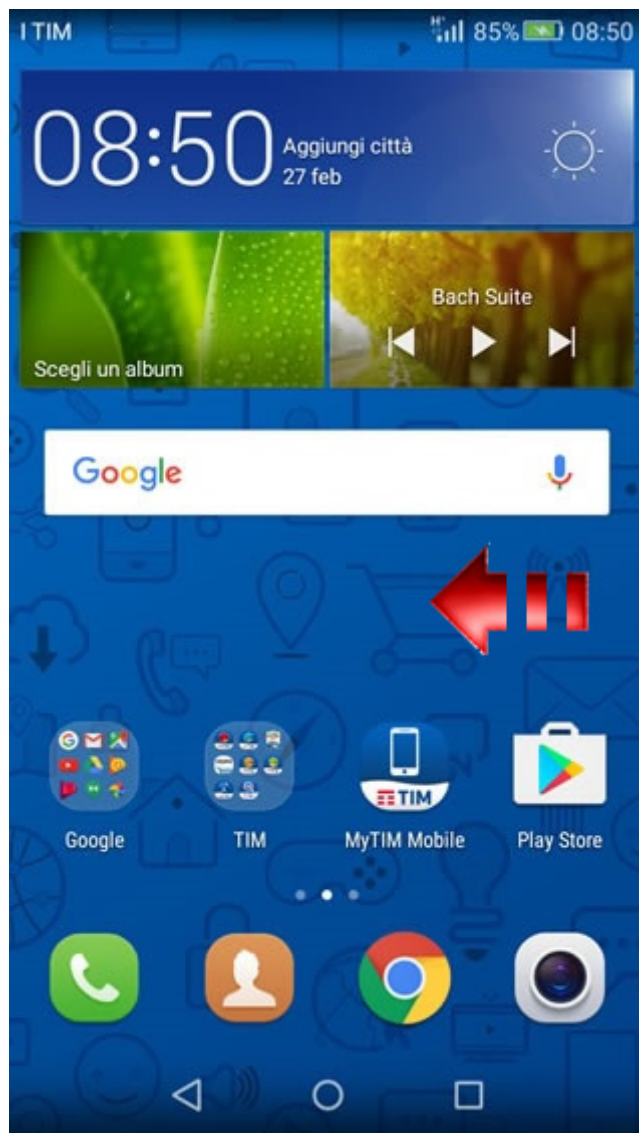 I TIM
H+ 85% 08:50
08:50
Aggiungi città
27 feb
Scegli un album
Bach Suite
Google
Google
TIM
TIM
MyTIM Mobile
Play Store